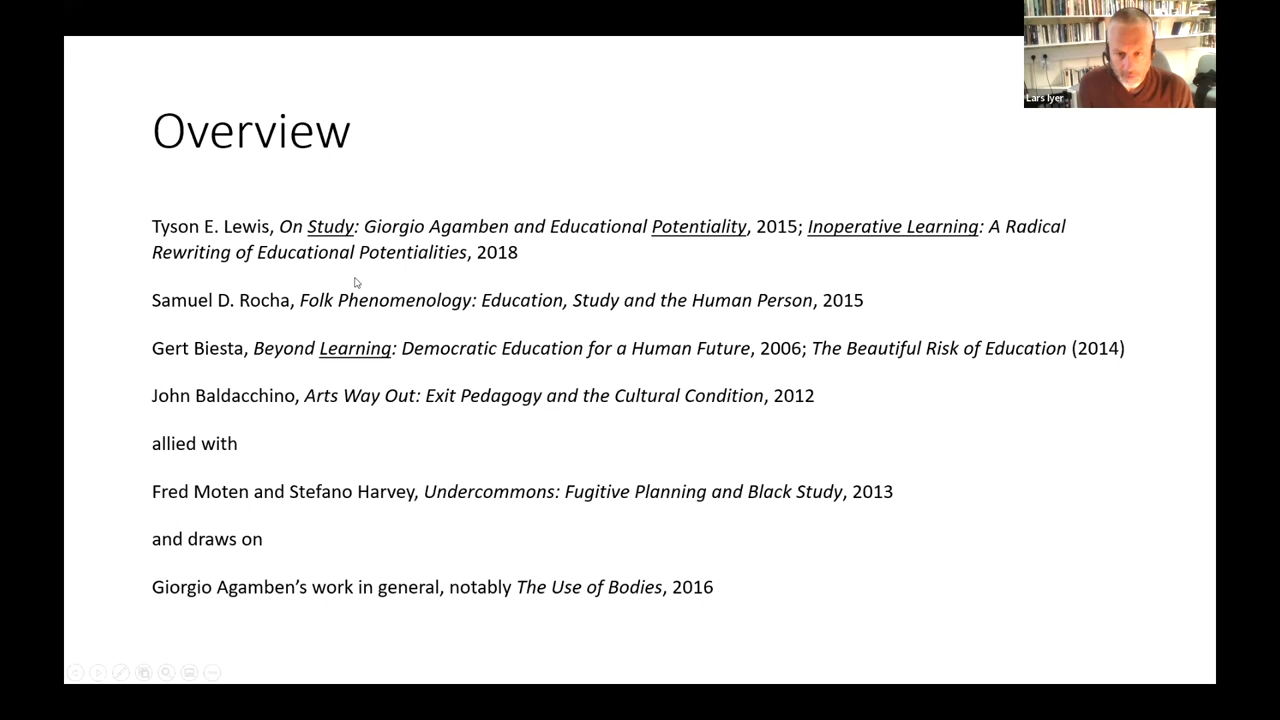 Lars Iyer
Overview
Tyson E. Lewis, On Study: Giorgio Agamben and Educational Potentiality, 2015; Inoperative Learning: A Radical
Rewriting of Educational Potentialities, 2018
Samuel D. Rocha, Folk Phenomenology: Education, Study and the Human Person, 2015
Gert Biesta, Beyond Learning: Democratic Education for a Human Future, 2006; The Beautiful Risk of Education (2014)
John Baldacchino, Arts Way Out: Exit Pedagogy and the Cultural Condition, 2012
allied with
Fred Moten and Stefano Harvey, Undercommons: Fugitive Planning and Black Study, 2013
and draws on
Giorgio Agamben’s work in general, notably The Use of Bodies, 2016